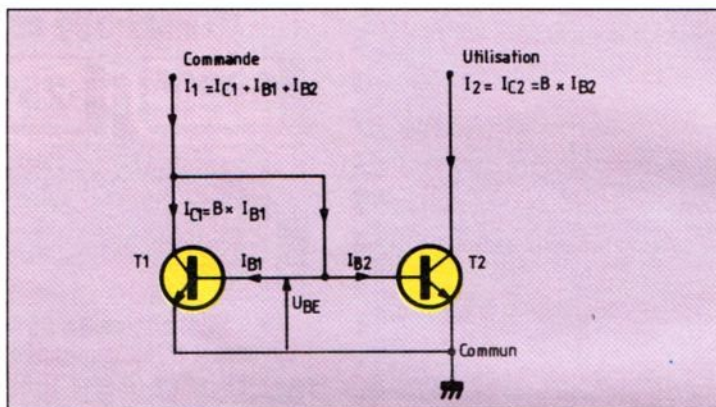 Commande
I1 = IC1 + IB1 + IB2
Utilisation
I2 = IC2 = B × IB2
IC1 = B × IB1
T1
IB1
IB2
T2
UBE
Commun